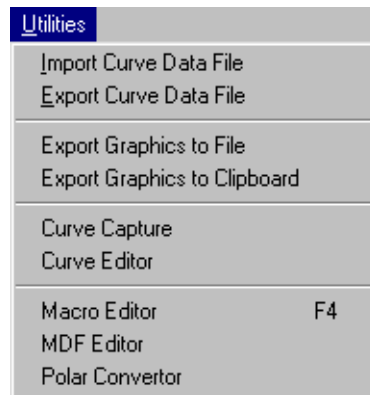 Utilities
Import Curve Data File
Export Curve Data File
Export Graphics to File
Export Graphics to Clipboard
Curve Capture
Curve Editor
Macro Editor F4
MDF Editor
Polar Convertor